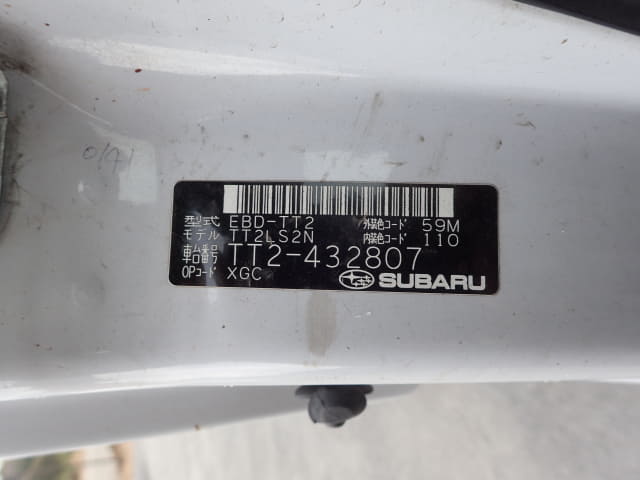 0141
型式 EBD-TT2 外装色コード 59M
モデル TT2LS2N 内装色コード 110
車台番号 TT2-432807
OPコード XGC SUBARU